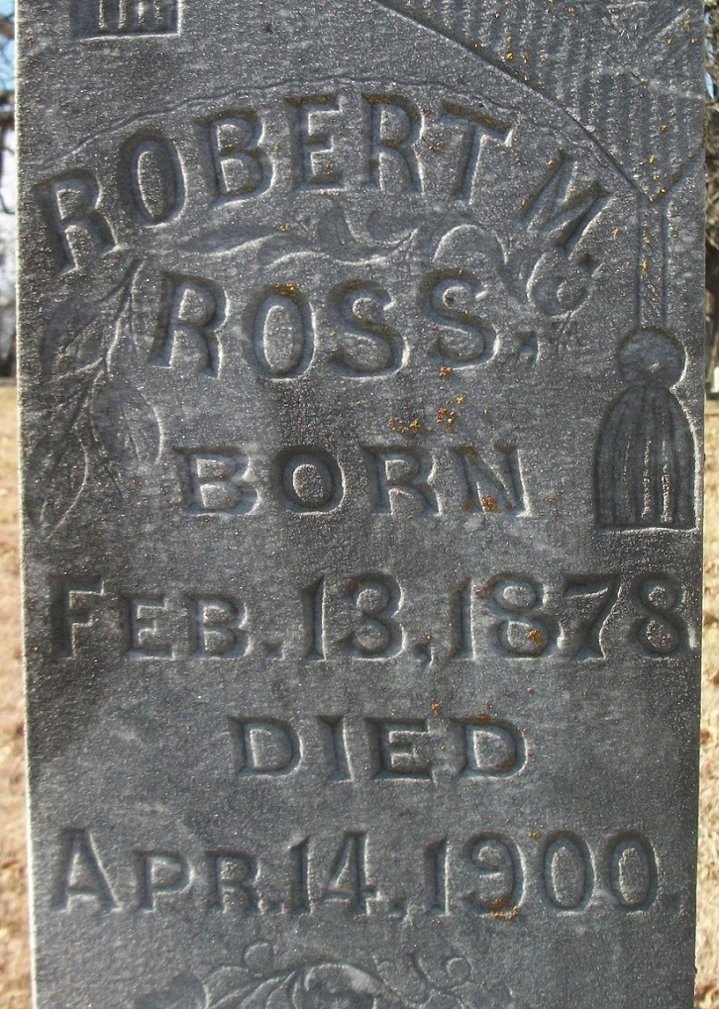 ROBERT M.
ROSS.
BORN
FEB. 13, 1878
DIED
APR. 14, 1900.